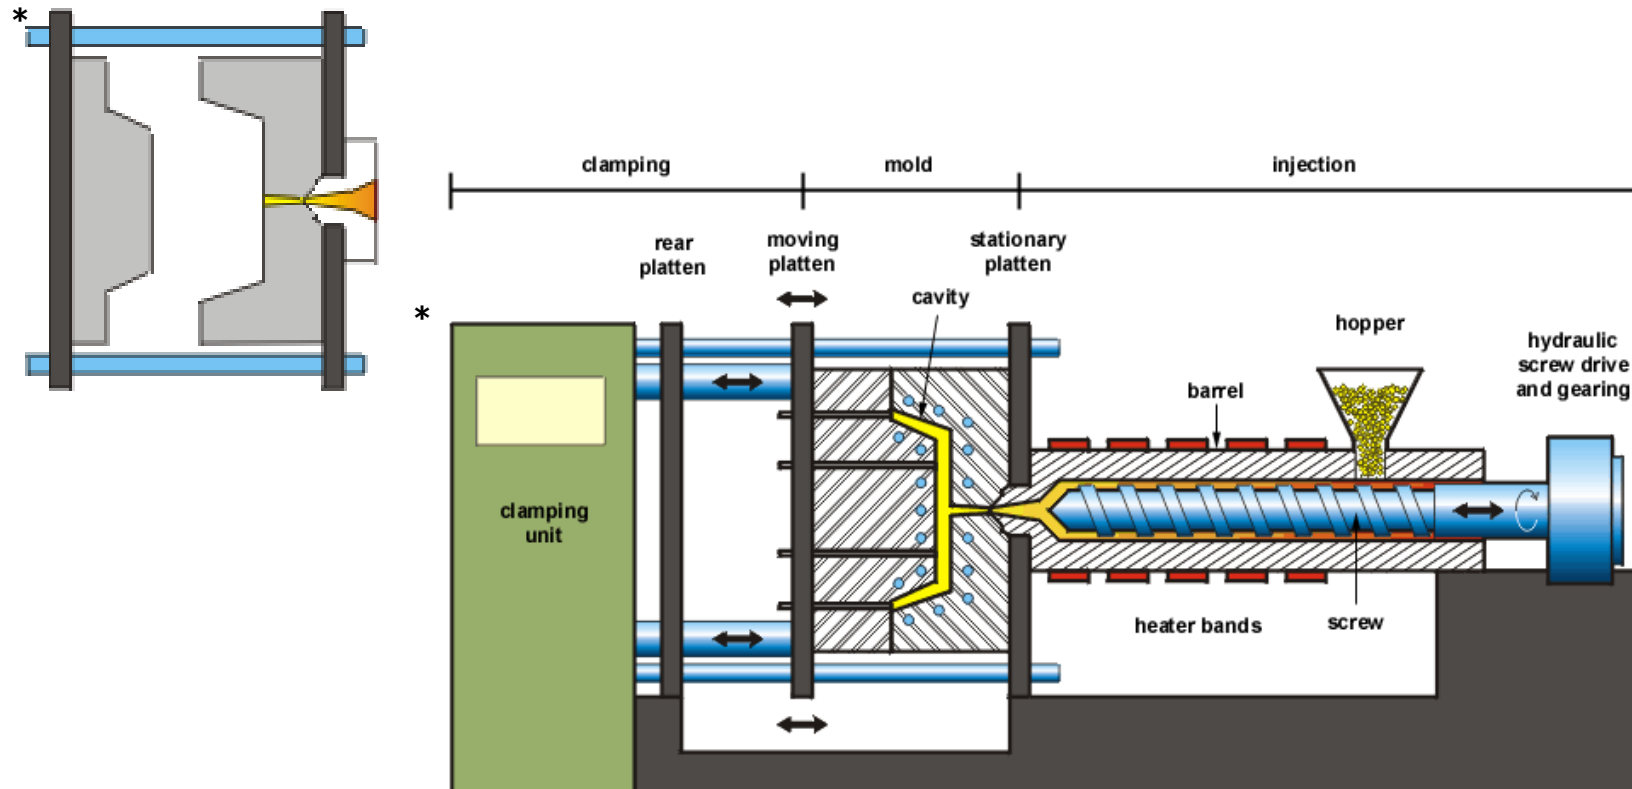 *
clamping
mold
injection
rear
platten
moving
platten
stationary
platten
cavity
*
hopper
hydraulic
screw drive
and gearing
barrel
clamping
unit
heater bands
screw